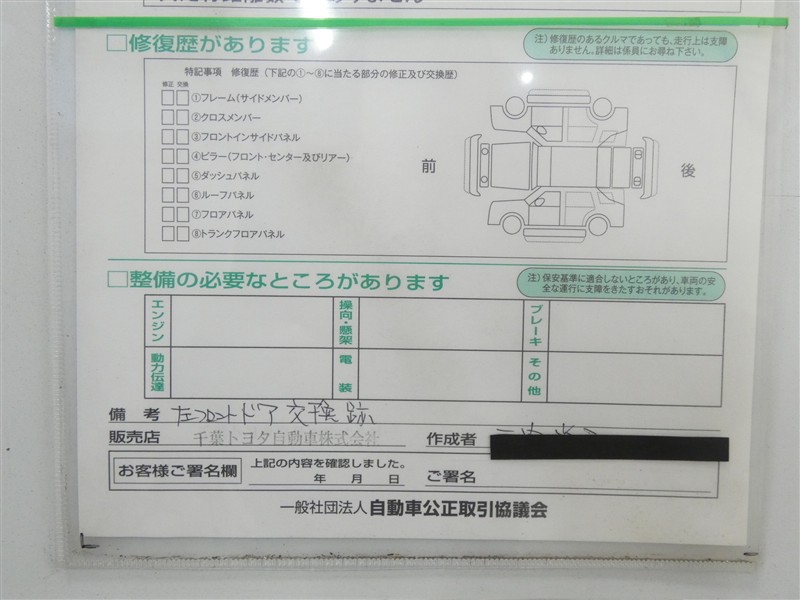 □修復歴があります
注)修復歴のあるクルマであっても、走行上は支障
ありません。詳細は係員にお尋ね下さい。
特記事項 修復歴(下記の①~⑧に当たる部分の修正及び交換歴)
修正 交換
①フレーム(サイドメンバー)
②クロスメンバー
③フロントインサイドパネル
④ピラー(フロント・センター及びリアー)
⑤ダッシュパネル
⑥ルーフパネル
⑦フロアパネル
⑧トランクフロアパネル
前
後
□整備の必要なところがあります
注)保安基準に適合しないところがあり、車両の安
全な運行に支障をきたすおそれがあります。
エンジン
操向・懸架
ブレーキ
動力伝達
電装
その他
備考 左フロントドア交換跡
販売店 千葉トヨタ自動車株式会社 作成者
お客様ご署名欄
上記の内容を確認しました。
年 月 日 ご署名
一般社団法人 自動車公正取引協議会